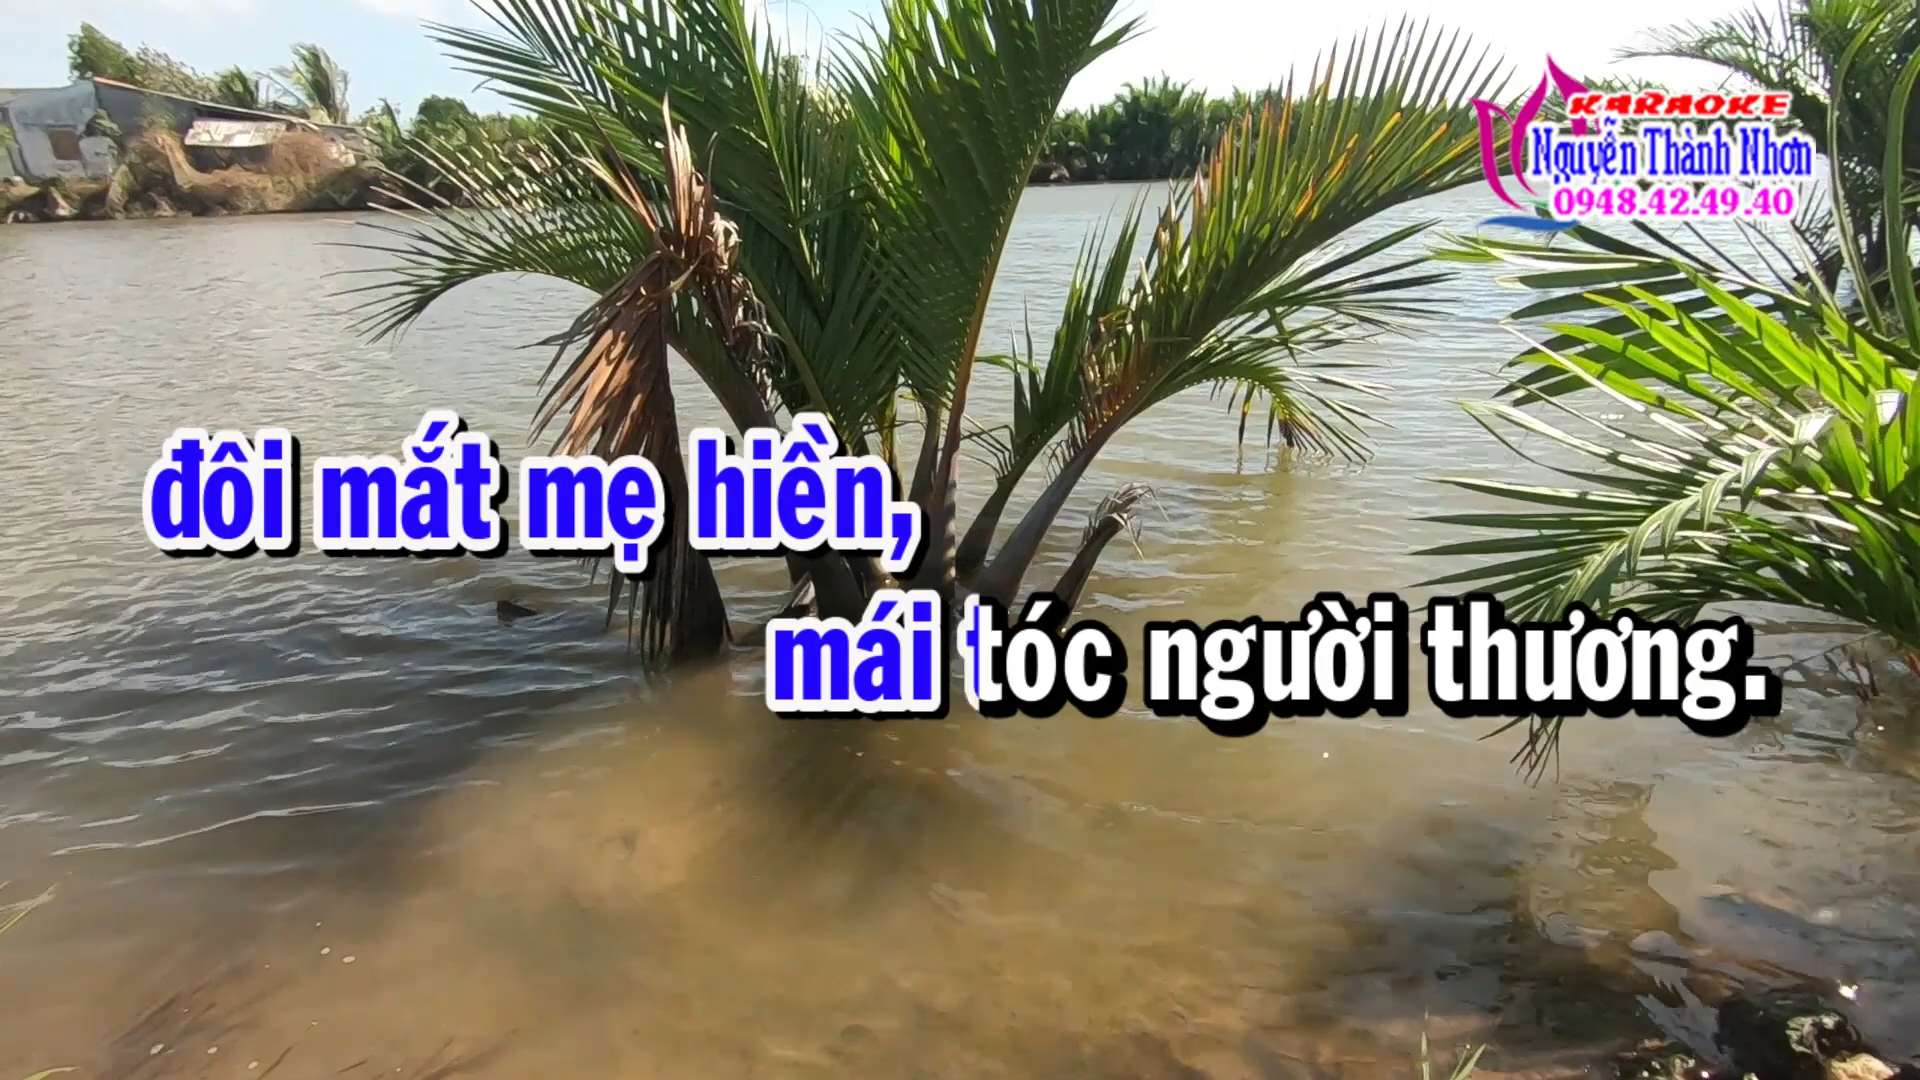 KARAOKE
Nguyễn Thành Nhơn
0948.42.49.40
đôi mắt mẹ hiền,
mái tóc người thương.